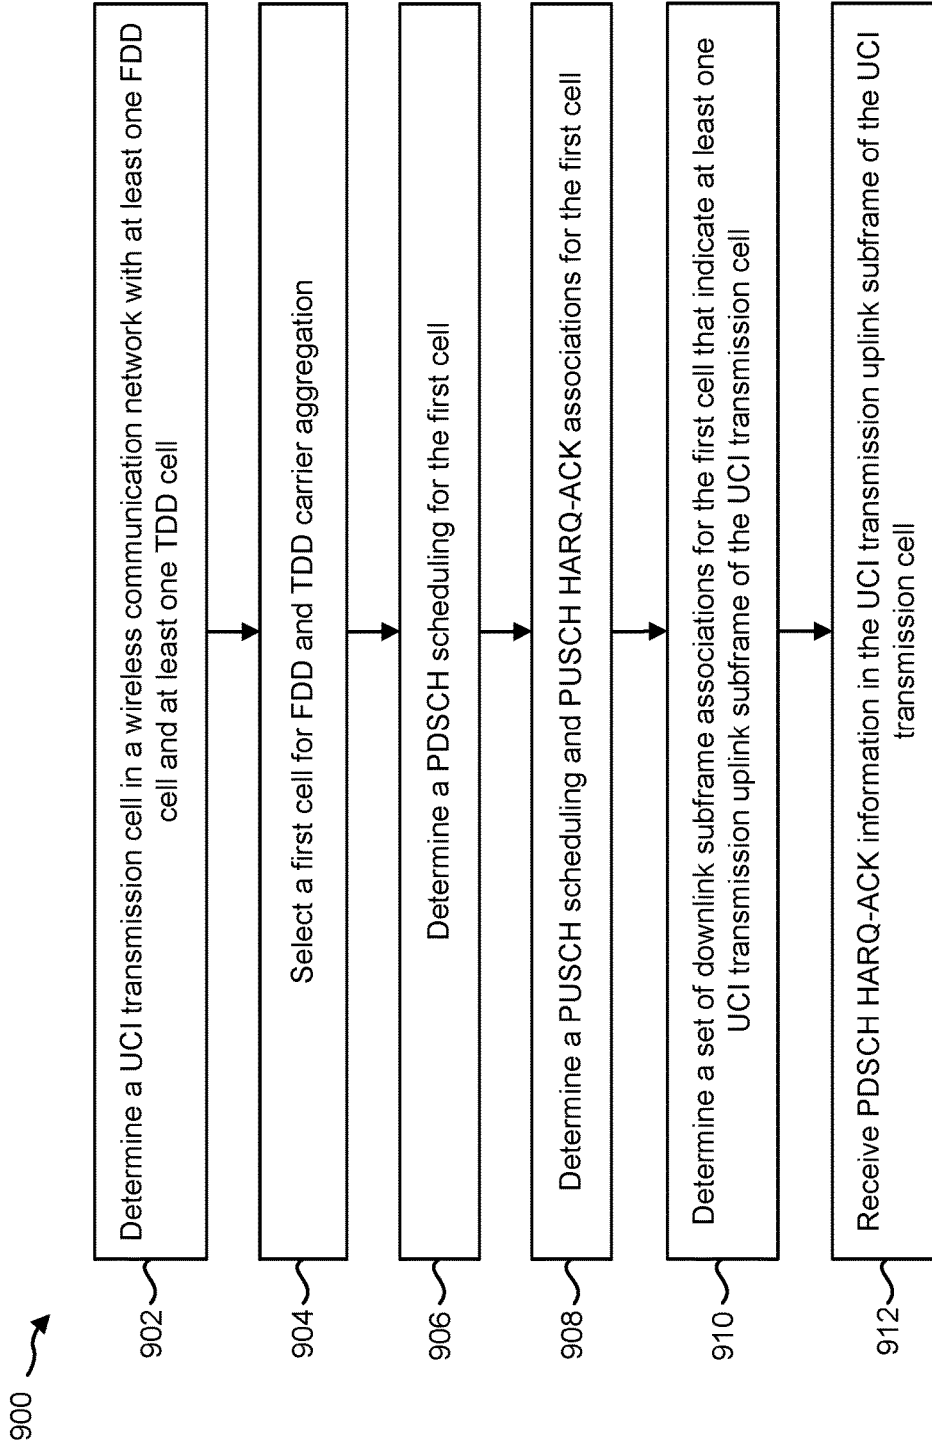 900
902
Determine a UCI transmission cell in a wireless communication network with at least one FDD
cell and at least one TDD cell
904
Select a first cell for FDD and TDD carrier aggregation
906
Determine a PDSCH scheduling for the first cell
908
Determine a PUSCH scheduling and PUSCH HARQ-ACK associations for the first cell
910
Determine a set of downlink subframe associations for the first cell that indicate at least one
UCI transmission uplink subframe of the UCI transmission cell
912
Receive PDSCH HARQ-ACK information in the UCI transmission uplink subframe of the UCI
transmission cell